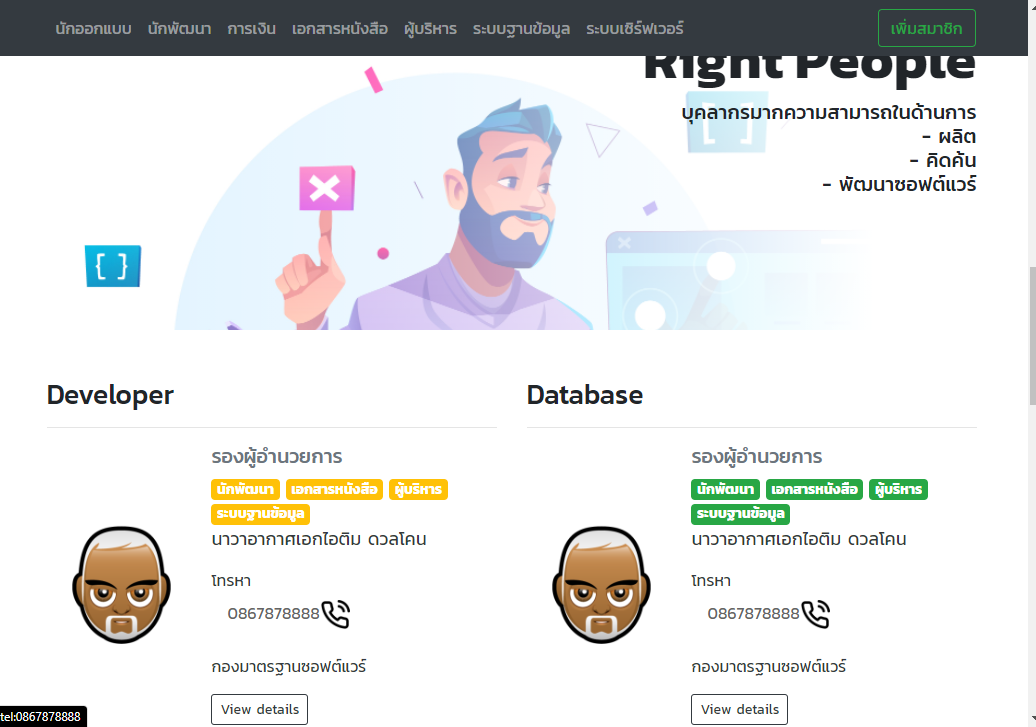 นักออกแบบ นักพัฒนา การเงิน เอกสารหนังสือ ผู้บริหาร ระบบฐานข้อมูล ระบบเซิร์ฟเวอร์ เพิ่มสมาชิก
Right People
บุคลากรมากความสามารถในด้านการ
- ผลิต
- คิดค้น
- พัฒนาซอฟต์แวร์
[ ]
{ }
Developer
รองผู้อำนวยการ
นักพัฒนา เอกสารหนังสือ ผู้บริหาร
ระบบฐานข้อมูล
นาวาอากาศเอกไอติม ดวลโคน
โทรหา
0867878888
กองมาตรฐานซอฟต์แวร์
View details
Database
รองผู้อำนวยการ
นักพัฒนา เอกสารหนังสือ ผู้บริหาร
ระบบฐานข้อมูล
นาวาอากาศเอกไอติม ดวลโคน
โทรหา
0867878888
กองมาตรฐานซอฟต์แวร์
View details
tel:0867878888